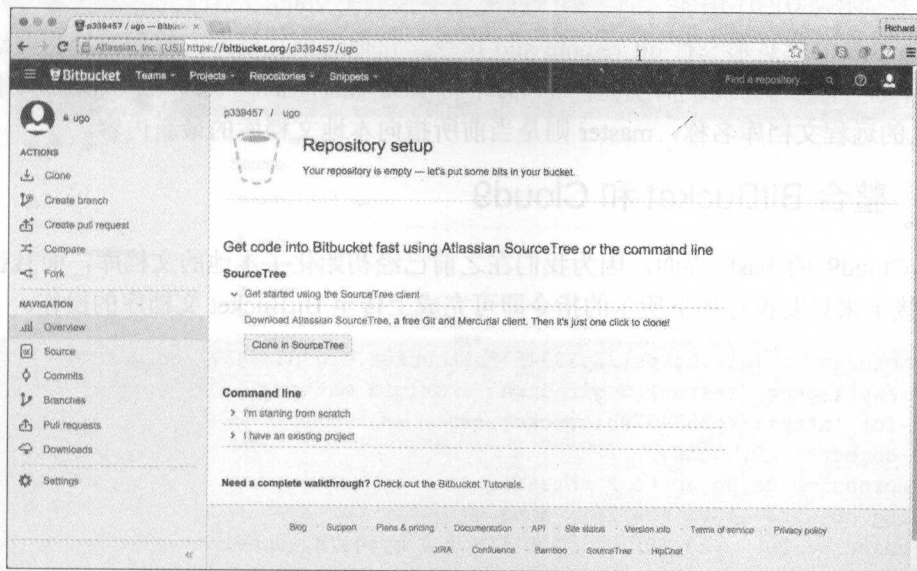 p339457 / ugo — Bitbuc
Richard
Atlassian, Inc. [US] https://bitbucket.org/p339457/ugo
Bitbucket Teams Projects Repositories Snippets Find a repository
ugo
ACTIONS
Clone
Create branch
Create pull request
Compare
Fork
NAVIGATION
Overview
Source
Commits
Branches
Pull requests
Downloads
Settings
p339457 / ugo
Repository setup
Your repository is empty --- let's put some bits in your bucket.
Get code into Bitbucket fast using Atlassian SourceTree or the command line
SourceTree
Get started using the SourceTree client
Download Atlassian SourceTree, a free Git and Mercurial client. Then it's just one click to clone!
Clone in SourceTree
Command line
I'm starting from scratch
I have an existing project
Need a complete walkthrough? Check out the Bitbucket Tutorials.
Blog · Support · Plans & pricing · Documentation · API · Site status · Version info · Terms of service · Privacy policy
JIRA · Confluence · Bamboo · SourceTree · HipChat